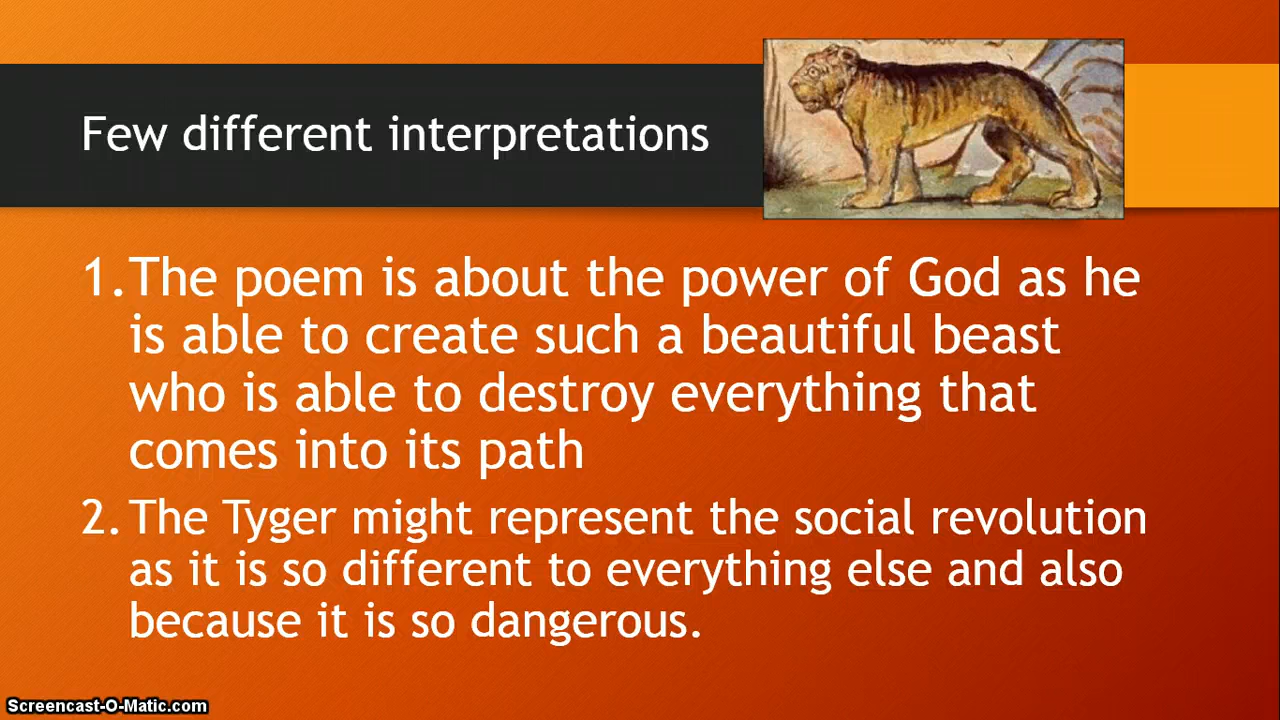 Few different interpretations
1.The poem is about the power of God as he
is able to create such a beautiful beast
who is able to destroy everything that
comes into its path
2. The Tyger might represent the social revolution
as it is so different to everything else and also
because it is so dangerous.
Screencast-O-Matic.com